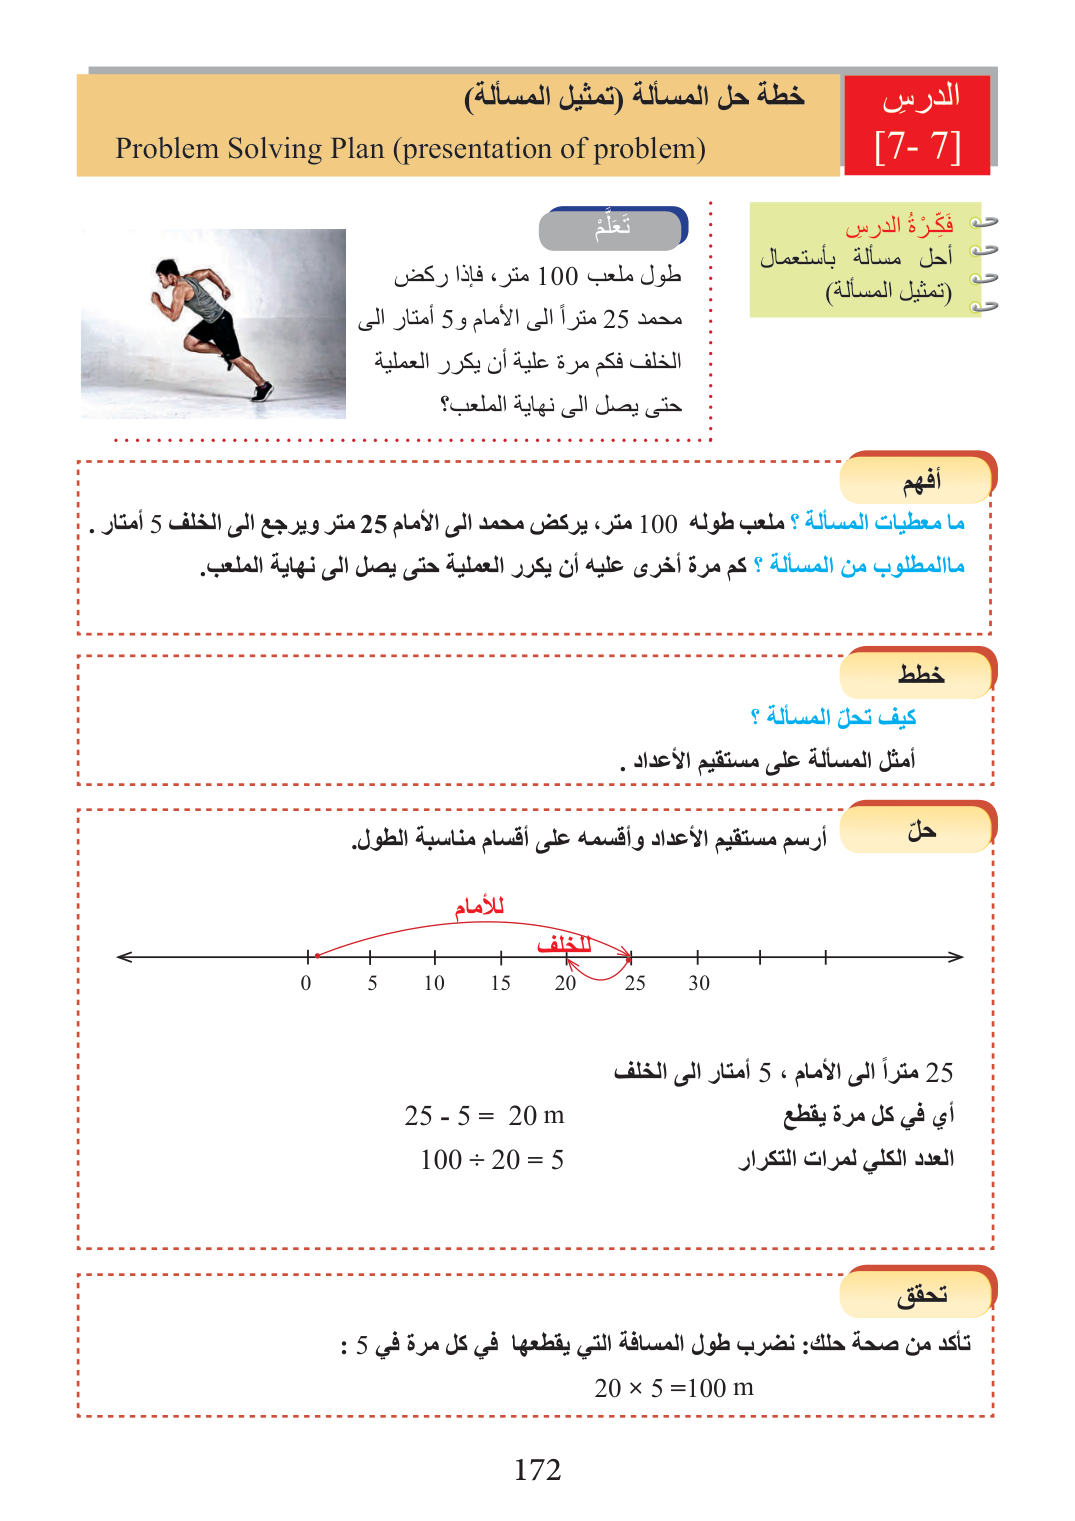 الدرسِ
[7 -7]
خطة حل المسألة (تمثيل المسألة)
Problem Solving Plan (presentation of problem)
فَكِّـرْةُ الدرسِ
أحل مسألة بأستعمال
(تمثيل المسألة)
تَعَلَّمْ
طول ملعب 100 متر، فإذا ركض
محمد 25 متراً الى الأمام و5 أمتار الى
الخلف فكم مرة علية أن يكرر العملية
حتى يصل الى نهاية الملعب؟
أفهم
ما معطيات المسألة ؟ ملعب طوله 100 متر، يركض محمد الى الأمام 25 متر ويرجع الى الخلف 5 أمتار .
ماالمطلوب من المسألة ؟ كم مرة أخرى عليه أن يكرر العملية حتى يصل الى نهاية الملعب.
خطط
كيف تحلّ المسألة ؟
أمثل المسألة على مستقيم الأعداد .
حلّ
أرسم مستقيم الأعداد وأقسمه على أقسام مناسبة الطول.
للأمام
للخلف
0 5 10 15 20 25 30
25 متراً الى الأمام ، 5 أمتار الى الخلف
أي في كل مرة يقطع 25 - 5 = 20 m
العدد الكلي لمرات التكرار 100 ÷ 20 = 5
تحقق
تأكد من صحة حلك: نضرب طول المسافة التي يقطعها في كل مرة في 5 :
20 × 5 =100 m
172